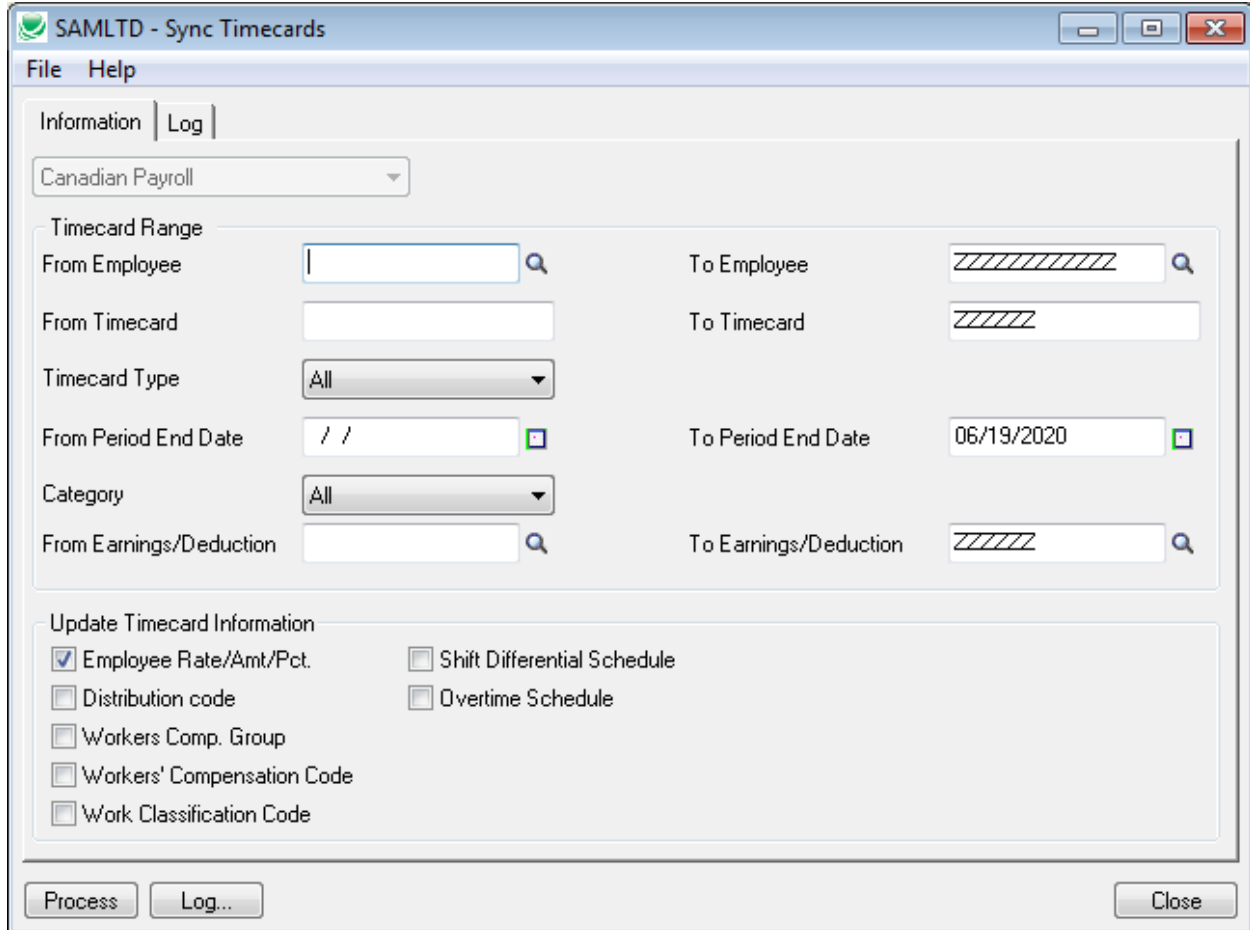 SAMLTD - Sync Timecards
File Help
Information Log
Canadian Payroll
Timecard Range
From Employee To Employee ZZZZZZZZZZZZ
From Timecard To Timecard ZZZZZZ
Timecard Type All
From Period End Date / / To Period End Date 06/19/2020
Category All
From Earnings/Deduction To Earnings/Deduction ZZZZZZ
Update Timecard Information
Employee Rate/Amt/Pct. Shift Differential Schedule
Distribution code Overtime Schedule
Workers Comp. Group
Workers' Compensation Code
Work Classification Code
Process Log... Close